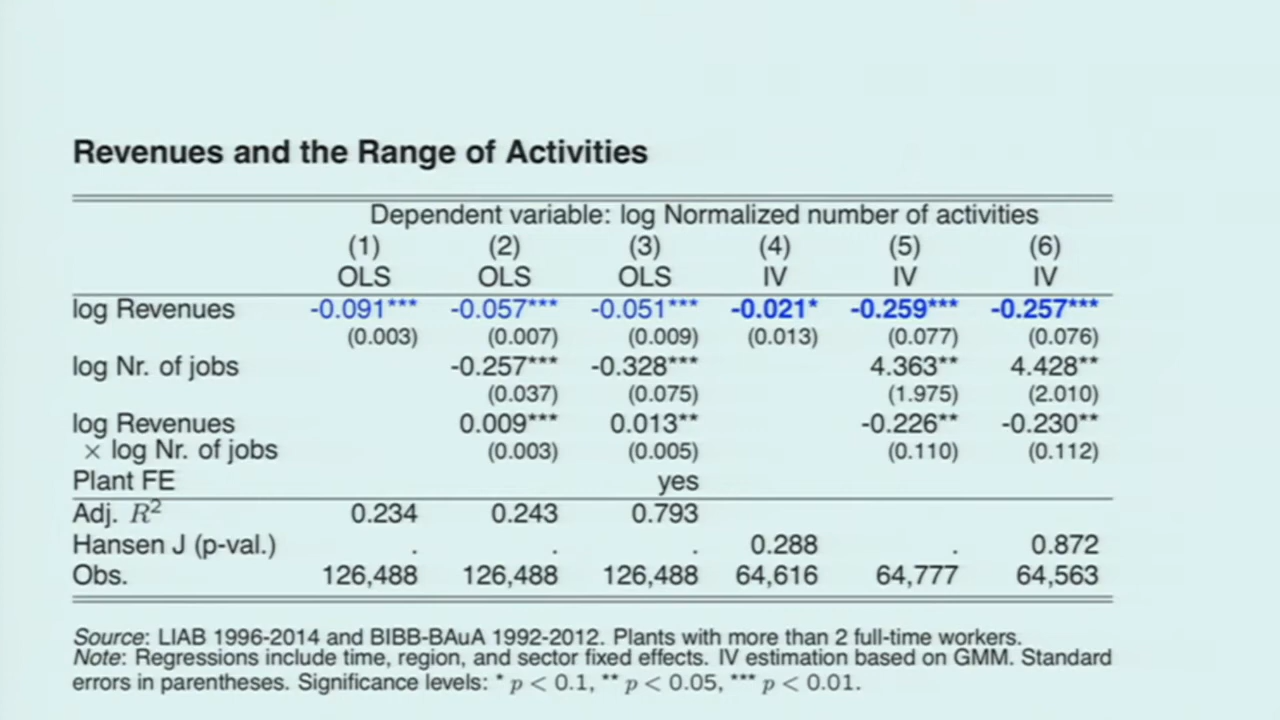 Revenues and the Range of Activities
Dependent variable: log Normalized number of activities
(1) (2) (3) (4) (5) (6)
OLS OLS OLS IV IV IV
log Revenues -0.091*** -0.057*** -0.051*** -0.021* -0.259*** -0.257***
(0.003) (0.007) (0.009) (0.013) (0.077) (0.076)
log Nr. of jobs -0.257*** -0.328*** 4.363** 4.428**
(0.037) (0.075) (1.975) (2.010)
log Revenues 0.009*** 0.013** -0.226** -0.230**
× log Nr. of jobs (0.003) (0.005) (0.110) (0.112)
Plant FE yes
Adj. R² 0.234 0.243 0.793
Hansen J (p-val.) . . . 0.288 . 0.872
Obs. 126,488 126,488 126,488 64,616 64,777 64,563
Source: LIAB 1996-2014 and BIBB-BAuA 1992-2012. Plants with more than 2 full-time workers.
Note: Regressions include time, region, and sector fixed effects. IV estimation based on GMM. Standard
errors in parentheses. Significance levels: * p < 0.1, ** p < 0.05, *** p < 0.01.